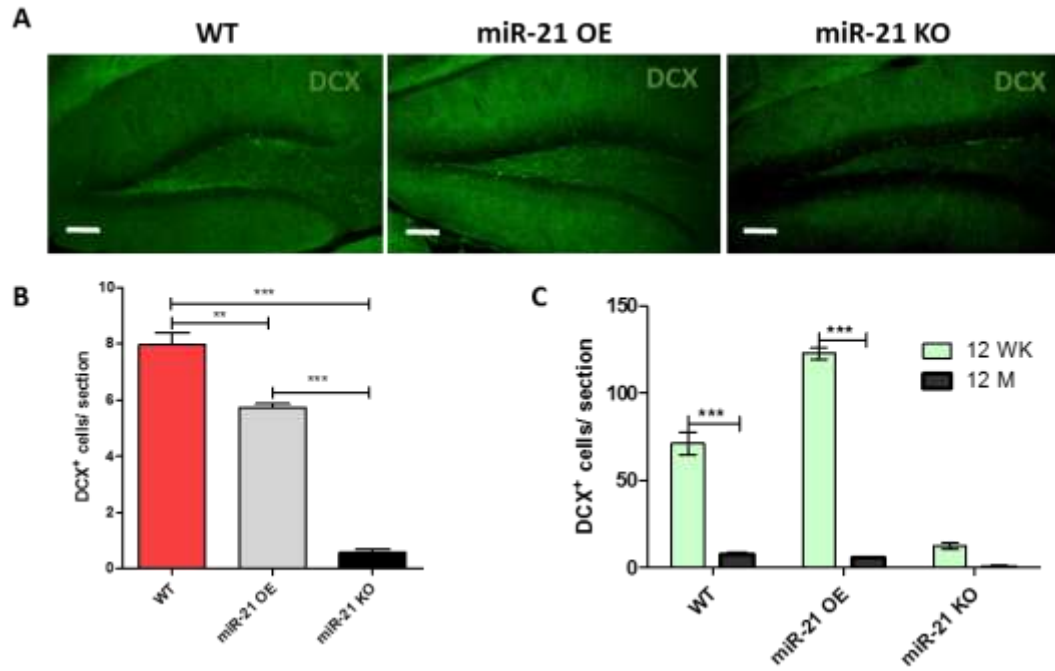 A
WT
miR-21 OE
miR-21 KO
DCX
DCX
DCX
B
DCX⁺ cells/ section
10
8
6
4
2
0
***
**
***
WT
miR-21 OE
miR-21 KO
C
DCX⁺ cells/ section
150
100
50
0
***
***
12 WK
12 M
WT
miR-21 OE
miR-21 KO